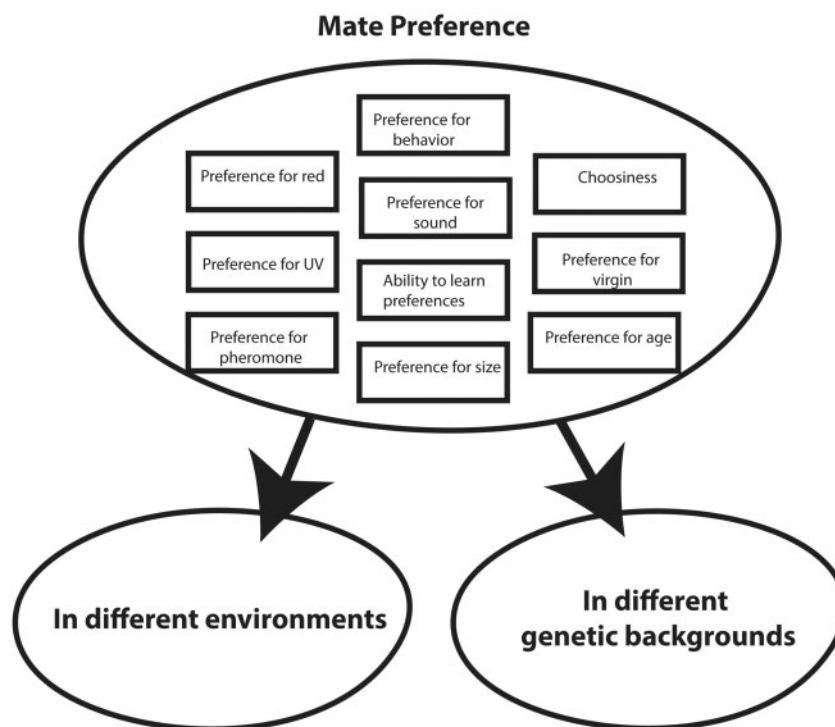 Mate Preference
Preference for
behavior
Preference for red
Choosiness
Preference for
sound
Preference for UV
Preference for
virgin
Ability to learn
preferences
Preference for
pheromone
Preference for age
Preference for size
In different environments
In different
genetic backgrounds